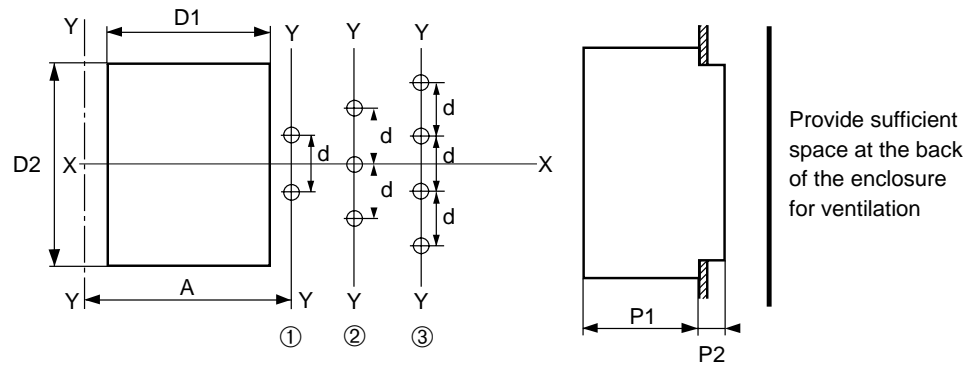 Y
D1
Y Y Y
d
d
d
D2
X
d
d
X
d
d
Y
A
Y
Y
Y
①
②
③
P1
P2
Provide sufficient
space at the back
of the enclosure
for ventilation